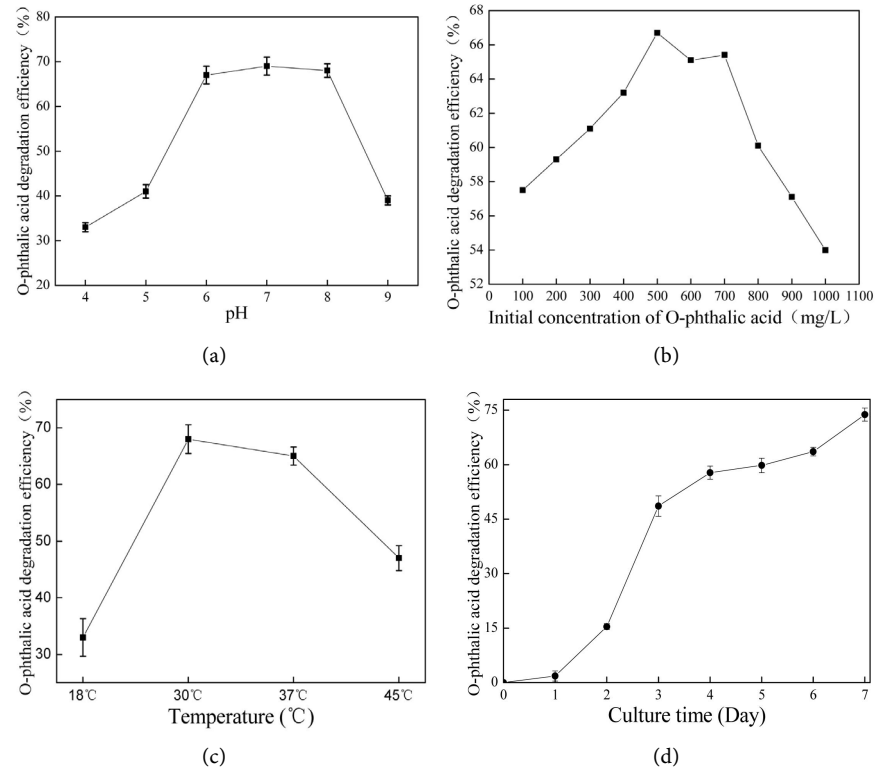 O-phthalic acid degradation efficiency（%）
80
70
60
50
40
30
20
4 5 6 7 8 9
pH
(a)
O-phthalic acid degradation efficiency（%）
68
66
64
62
60
58
56
54
52
0 100 200 300 400 500 600 700 800 900 1000 1100
Initial concentration of O-phthalic acid（mg/L）
(b)
O-phthalic acid degradation efficiency（%）
70
60
50
40
30
18℃ 30℃ 37℃ 45℃
Temperature (℃)
(c)
O-phthalic acid degradation efficiency（%）
75
60
45
30
15
0
0 1 2 3 4 5 6 7
Culture time (Day)
(d)